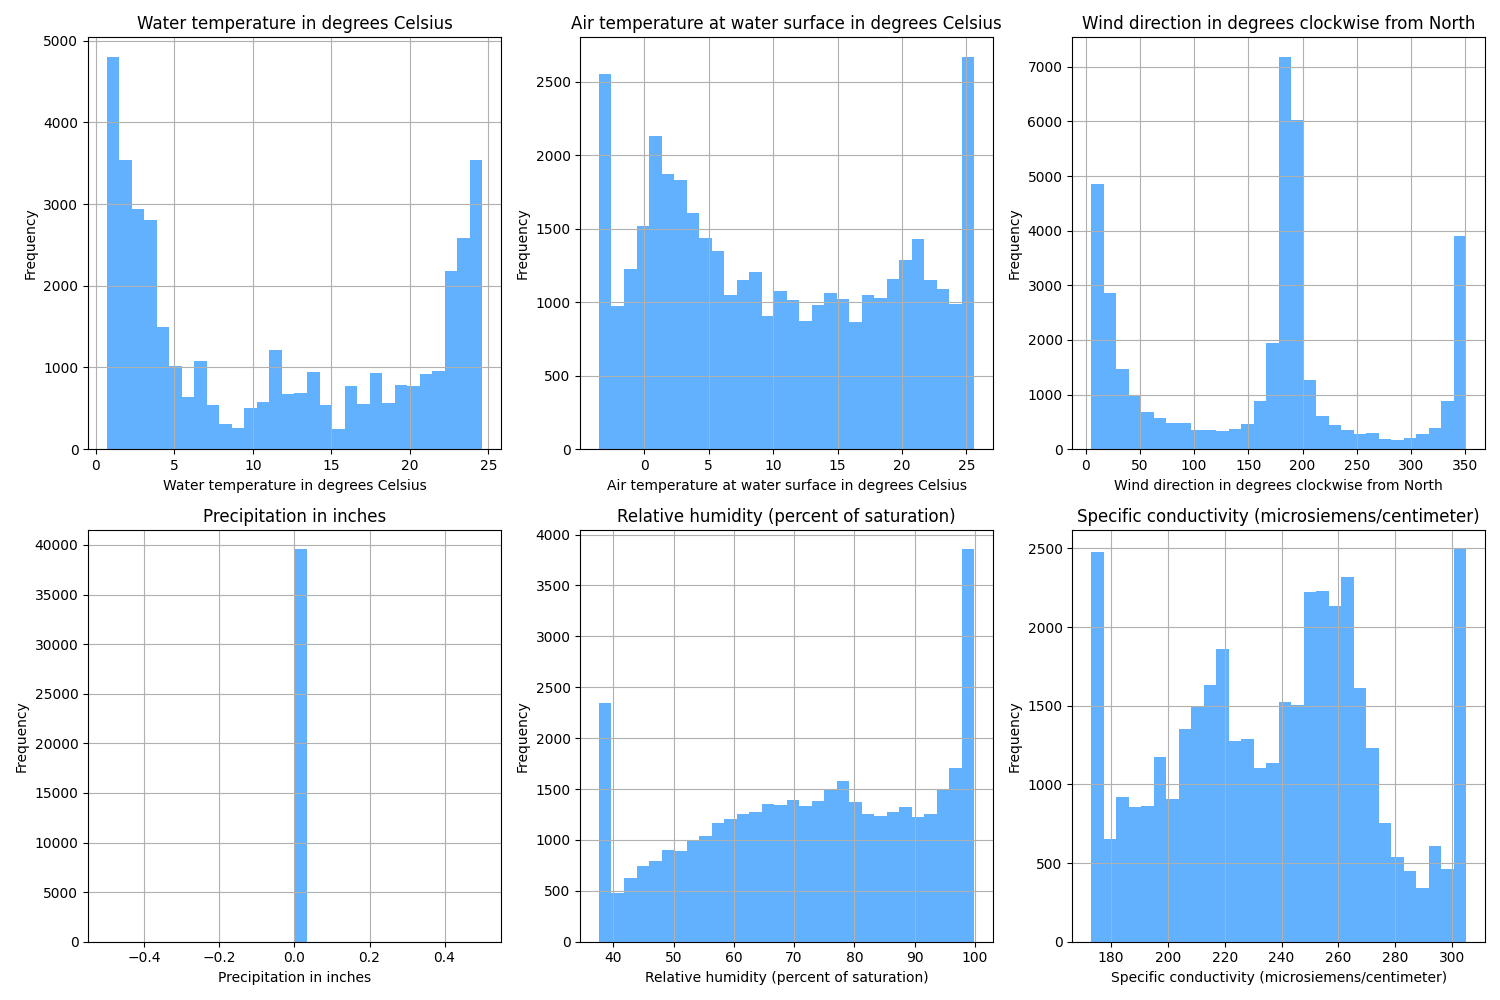 Water temperature in degrees Celsius
5000
4000
3000
2000
1000
0
Frequency
0 5 10 15 20 25
Water temperature in degrees Celsius
Air temperature at water surface in degrees Celsius
2500
2000
1500
1000
500
0
Frequency
0 5 10 15 20 25
Air temperature at water surface in degrees Celsius
Wind direction in degrees clockwise from North
7000
6000
5000
4000
3000
2000
1000
0
Frequency
0 50 100 150 200 250 300 350
Wind direction in degrees clockwise from North
Precipitation in inches
40000
35000
30000
25000
20000
15000
10000
5000
0
Frequency
−0.4 −0.2 0.0 0.2 0.4
Precipitation in inches
Relative humidity (percent of saturation)
4000
3500
3000
2500
2000
1500
1000
500
0
Frequency
40 50 60 70 80 90 100
Relative humidity (percent of saturation)
Specific conductivity (microsiemens/centimeter)
2500
2000
1500
1000
500
0
Frequency
180 200 220 240 260 280 300
Specific conductivity (microsiemens/centimeter)